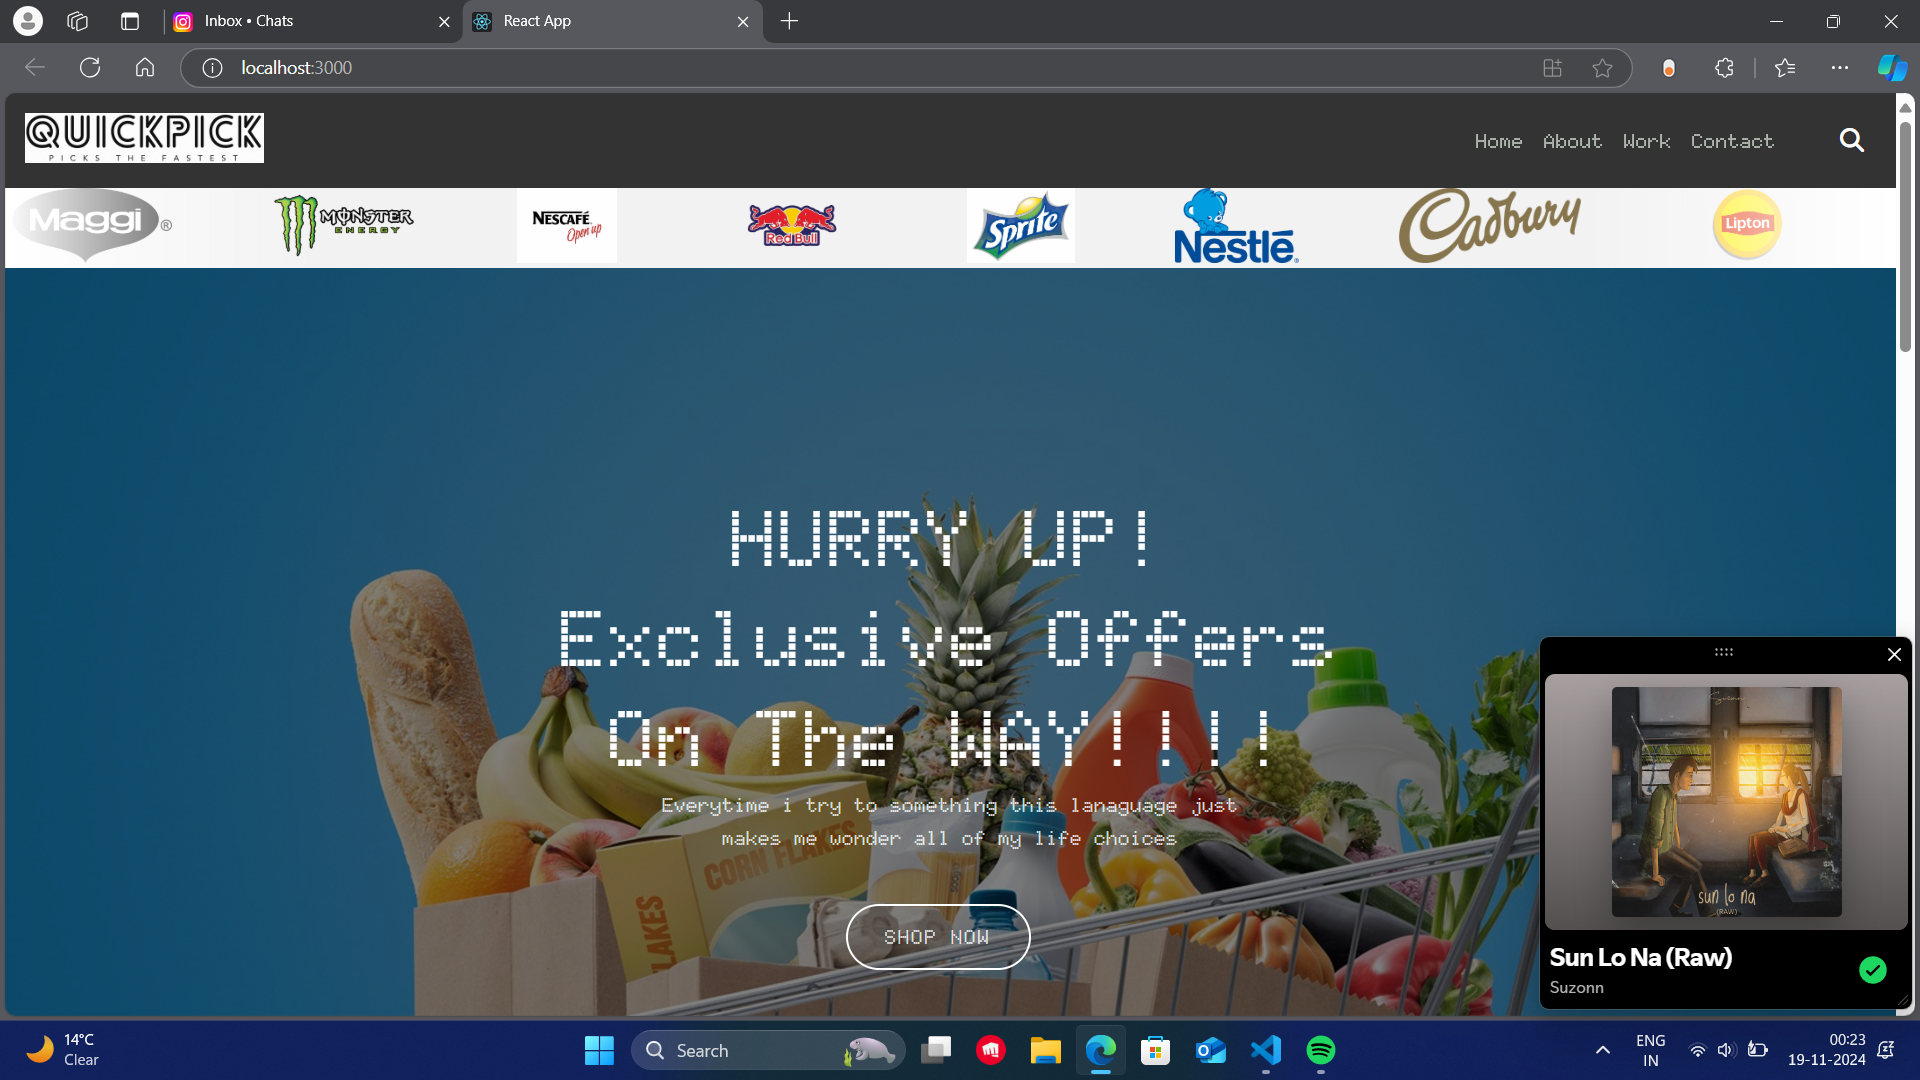 Inbox • Chats
React App
localhost:3000
QUICKPICK
PICKS THE FASTEST
Home About Work Contact
Maggi®
MONSTER
ENERGY
NESCAFÉ
Open up
Red Bull
Sprite
Nestlé®
Cadbury
Lipton
HURRY UP!
Exclusive Offers
On The WAY!!!!
Everytime i try to something this lanaguage just
makes me wonder all of my life choices
CORN FLAKES
FLAKES
SHOP NOW
sun lo na
(RAW)
Sun Lo Na (Raw)
Suzonn
14°C
Clear
Search
ENG
IN
00:23
19-11-2024